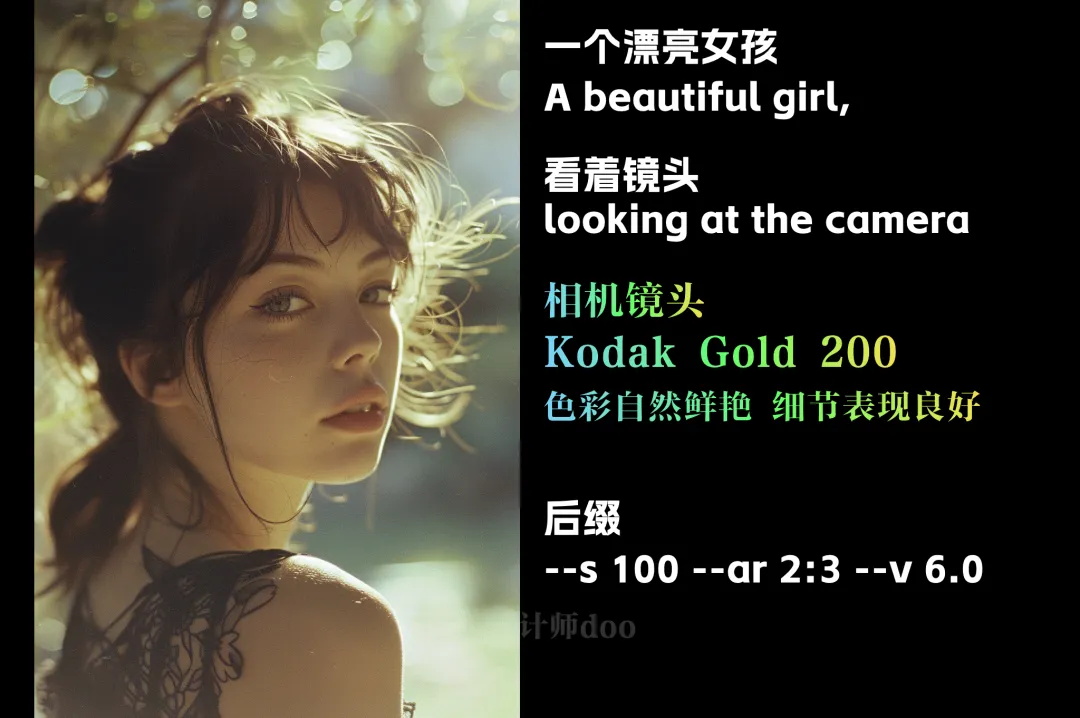 一个漂亮女孩
A beautiful girl,
看着镜头
looking at the camera
相机镜头
Kodak Gold 200
色彩自然鲜艳 细节表现良好
后缀
--s 100 --ar 2:3 --v 6.0
计师doo